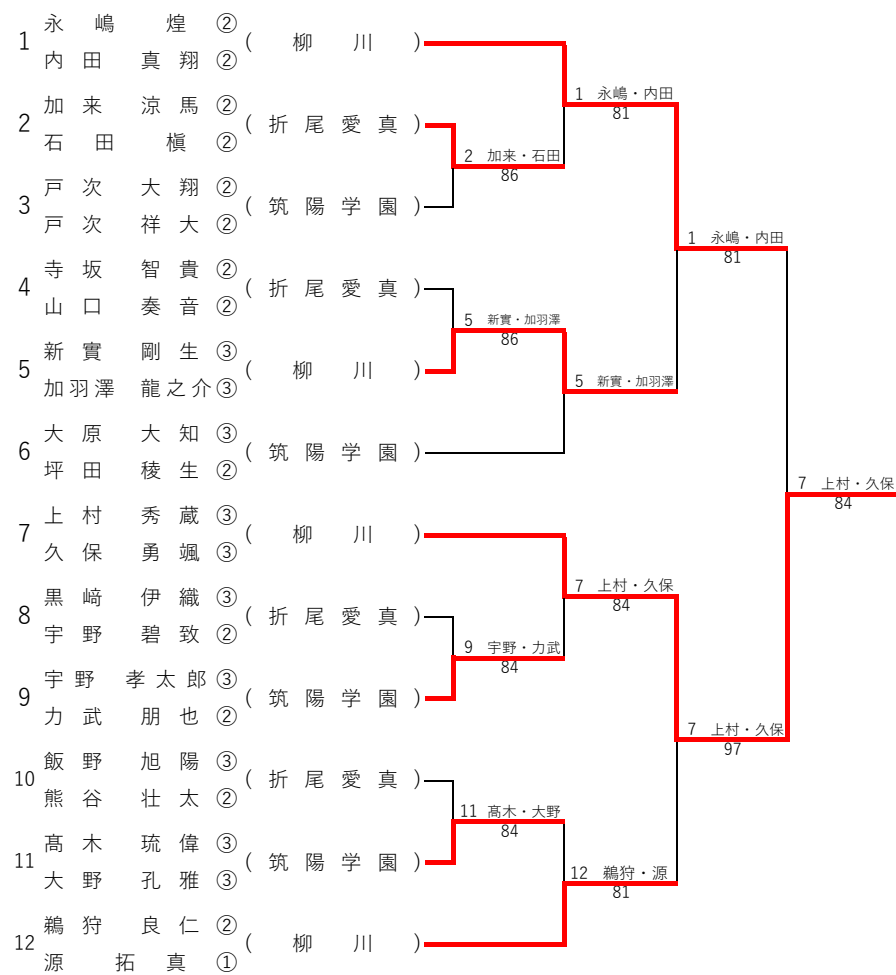 1 永嶋 煌 ② ( 柳川 )
内田 真翔 ②
2 加来 涼馬 ② ( 折尾愛真 )
石田 槇 ②
3 戸次 大翔 ② ( 筑陽学園 )
戸次 祥大 ②
4 寺坂 智貴 ② ( 折尾愛真 )
山口 奏音 ②
5 新實 剛生 ③ ( 柳川 )
加羽澤 龍之介 ③
6 大原 大知 ③ ( 筑陽学園 )
坪田 稜生 ②
7 上村 秀蔵 ③ ( 柳川 )
久保 勇颯 ③
8 黒﨑 伊織 ③ ( 折尾愛真 )
宇野 碧致 ②
9 宇野 孝太郎 ③ ( 筑陽学園 )
力武 朋也 ②
10 飯野 旭陽 ③ ( 折尾愛真 )
熊谷 壮太 ②
11 髙木 琉偉 ③ ( 筑陽学園 )
大野 孔雅 ③
12 鵜狩 良仁 ② ( 柳川 )
源 拓真 ①
2 加来・石田
86
5 新實・加羽澤
86
9 宇野・力武
84
11 髙木・大野
84
1 永嶋・内田
81
5 新實・加羽澤
7 上村・久保
84
12 鵜狩・源
81
1 永嶋・内田
81
7 上村・久保
97
7 上村・久保
84